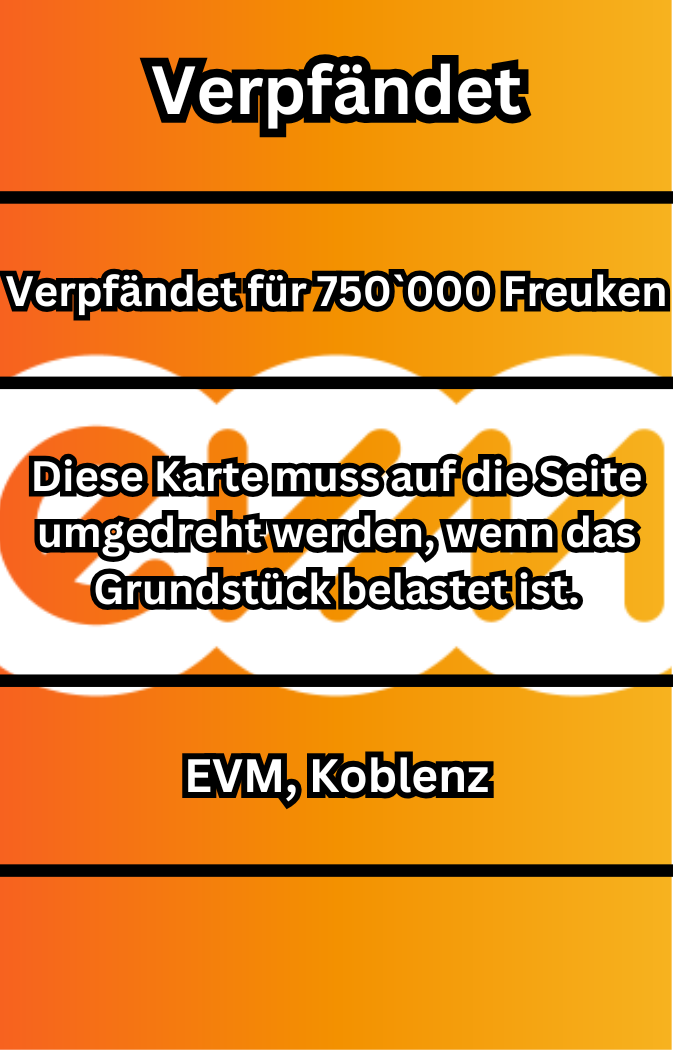 Verpfändet
Verpfändet für 750`000 Freuken
evm
Diese Karte muss auf die Seite
umgedreht werden, wenn das
Grundstück belastet ist.
EVM, Koblenz